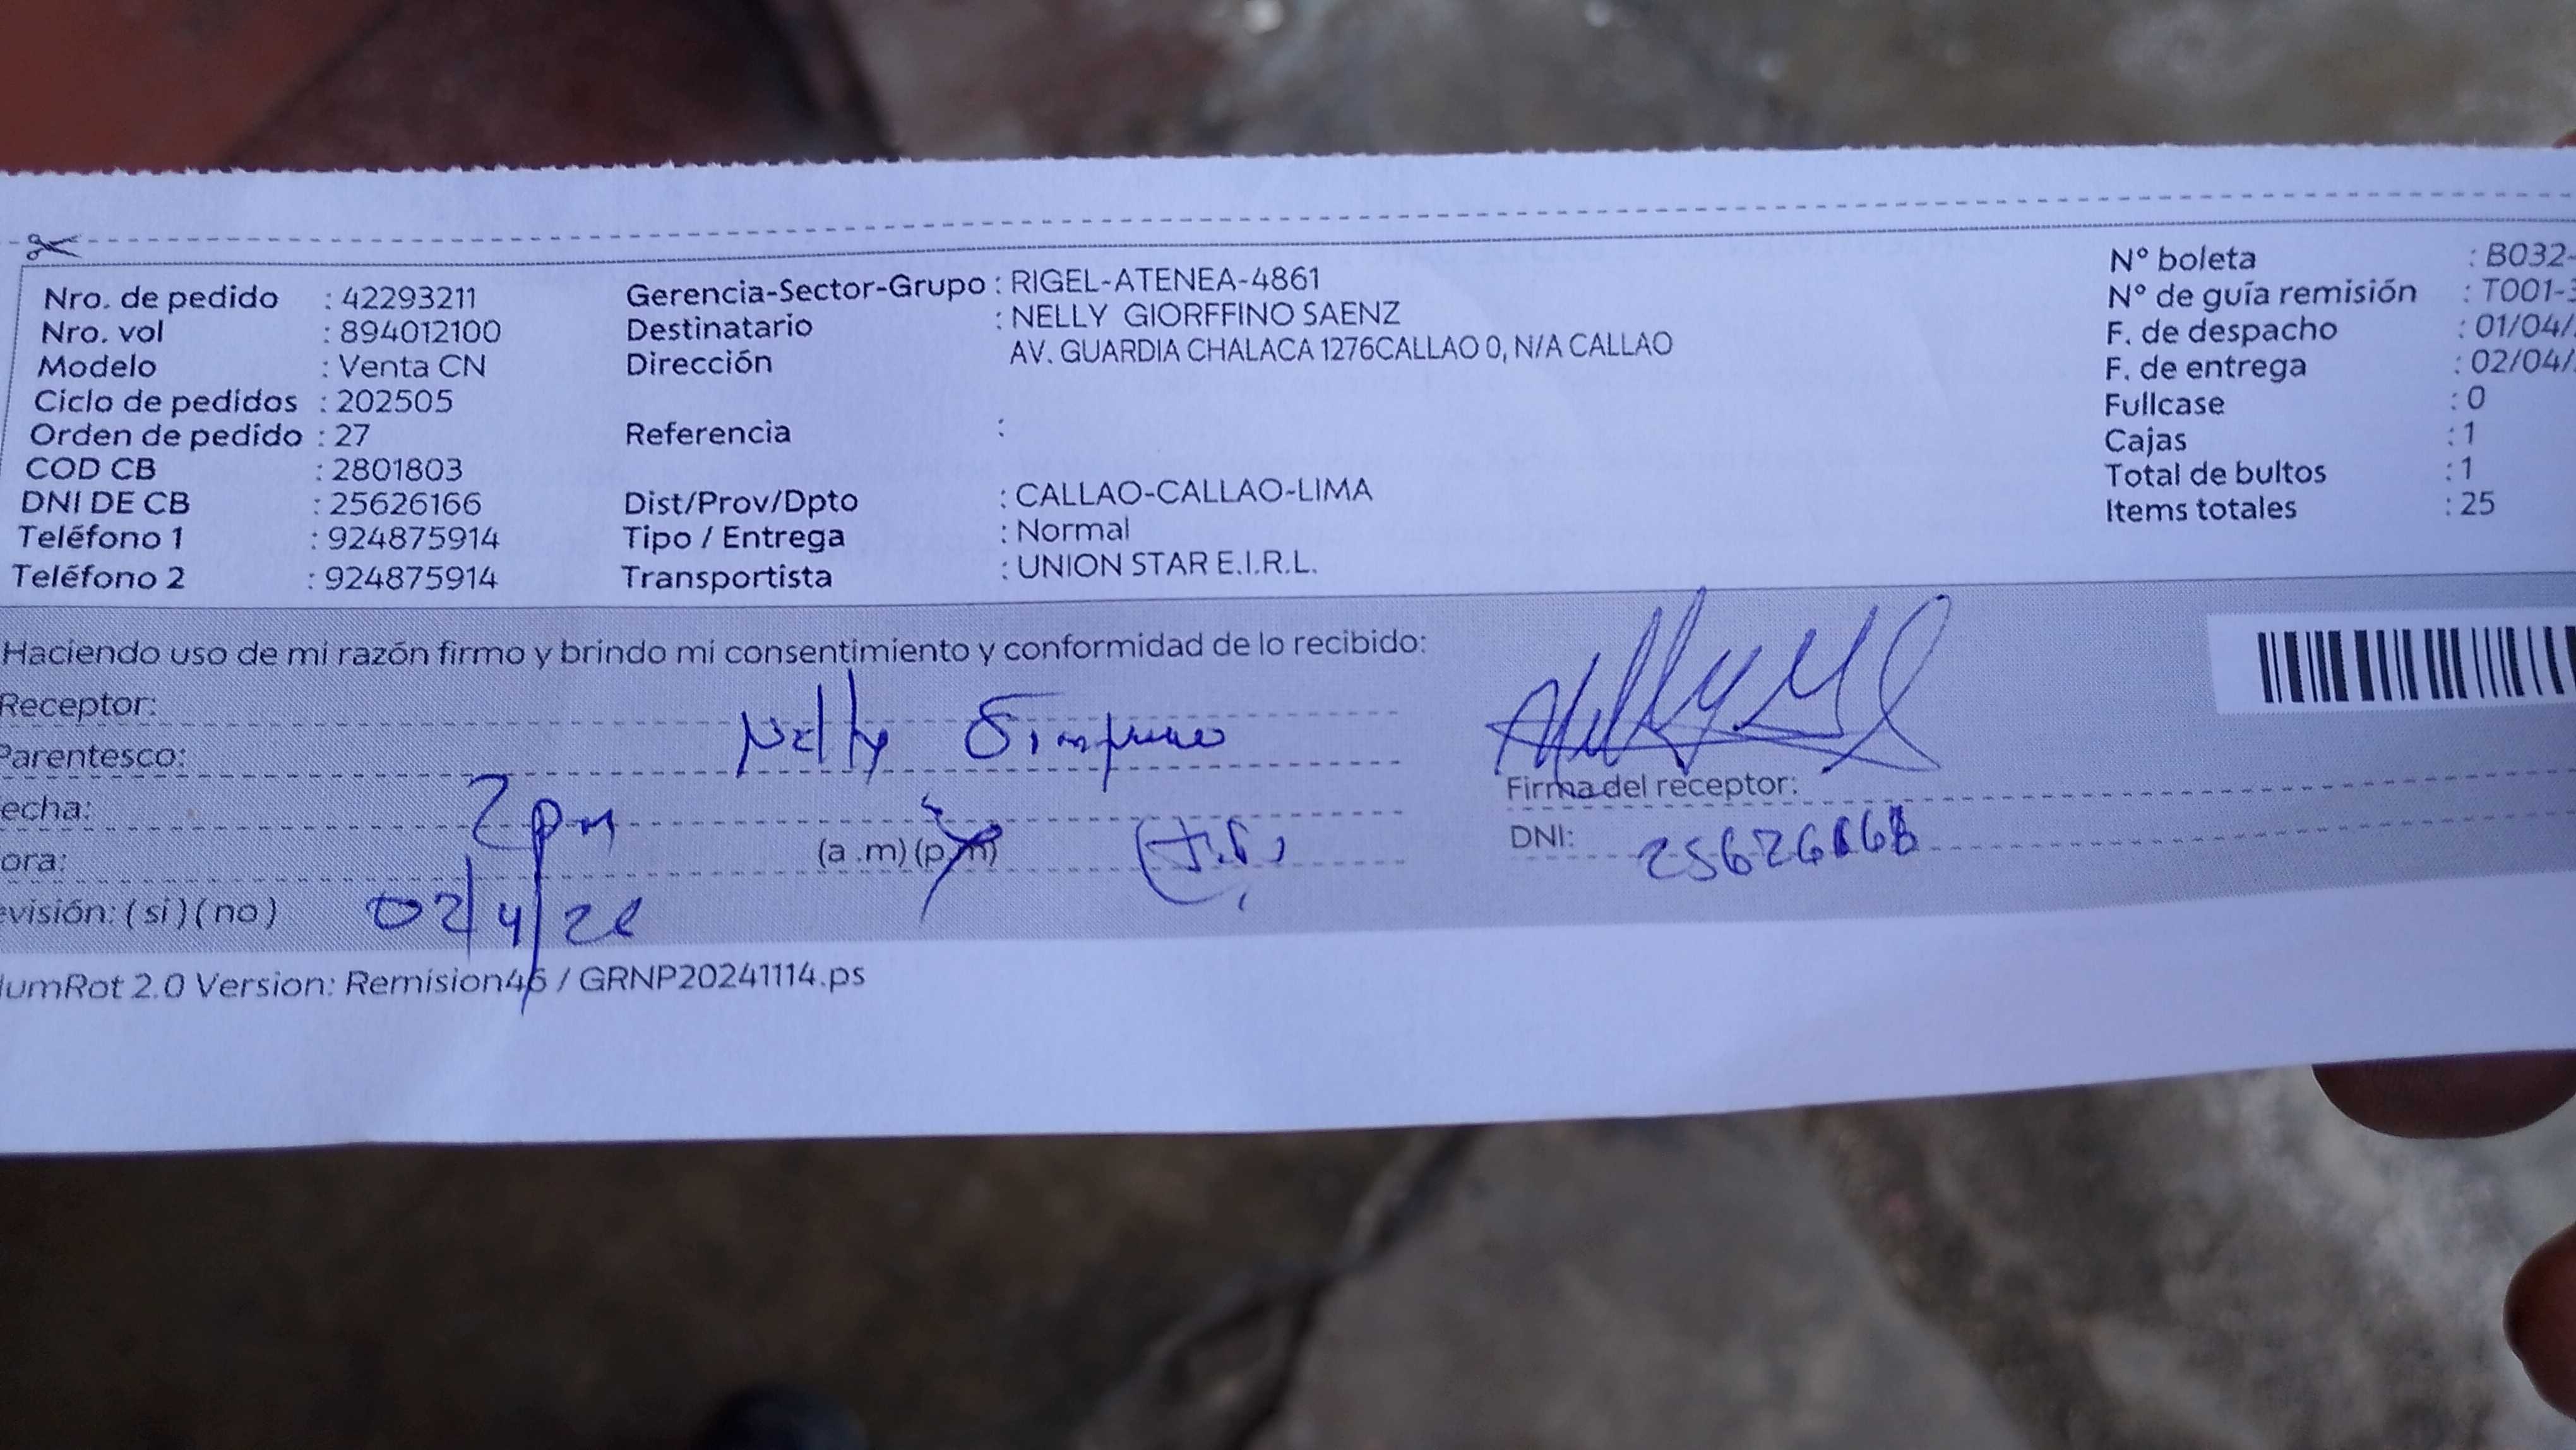 Nro. de pedido : 42293211
Nro. vol : 894012100
Modelo : Venta CN
Ciclo de pedidos : 202505
Orden de pedido : 27
COD CB : 2801803
DNI DE CB : 25626166
Teléfono 1 : 924875914
Teléfono 2 : 924875914
Gerencia-Sector-Grupo : RIGEL-ATENEA-4861
Destinatario : NELLY GIORFFINO SAENZ
Dirección AV. GUARDIA CHALACA 1276CALLAO 0, N/A CALLAO
Referencia :
Dist/Prov/Dpto : CALLAO-CALLAO-LIMA
Tipo / Entrega : Normal
Transportista : UNION STAR E.I.R.L.
N° boleta : B032-
N° de guía remisión : T001-3
F. de despacho : 01/04/
F. de entrega : 02/04/
Fullcase : 0
Cajas : 1
Total de bultos : 1
Items totales : 25
Haciendo uso de mi razón firmo y brindo mi consentimiento y conformidad de lo recibido:
Receptor:
Nelly
Parentesco:
echa:
2pm
ora: (a .m) (p.m)
evisión: (si) (no) 02/4/
Firma del receptor:
DNI:
umRot 2.0 Version: Remision46 / GRNP20241114.ps